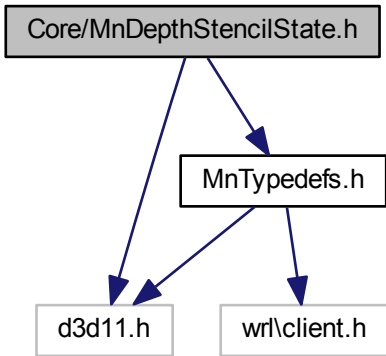 Core/MnDepthStencilState.h
MnTypedefs.h
d3d11.h
wrl\client.h